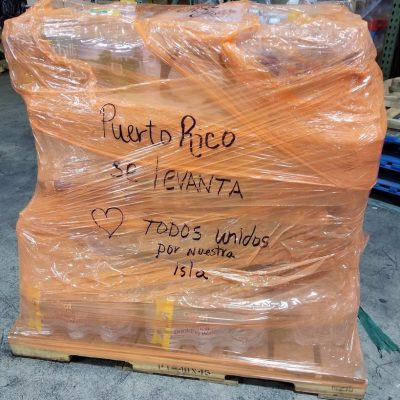 Puerto Rico
se LEVANTA
TODOS unidos
por nuestra
isla